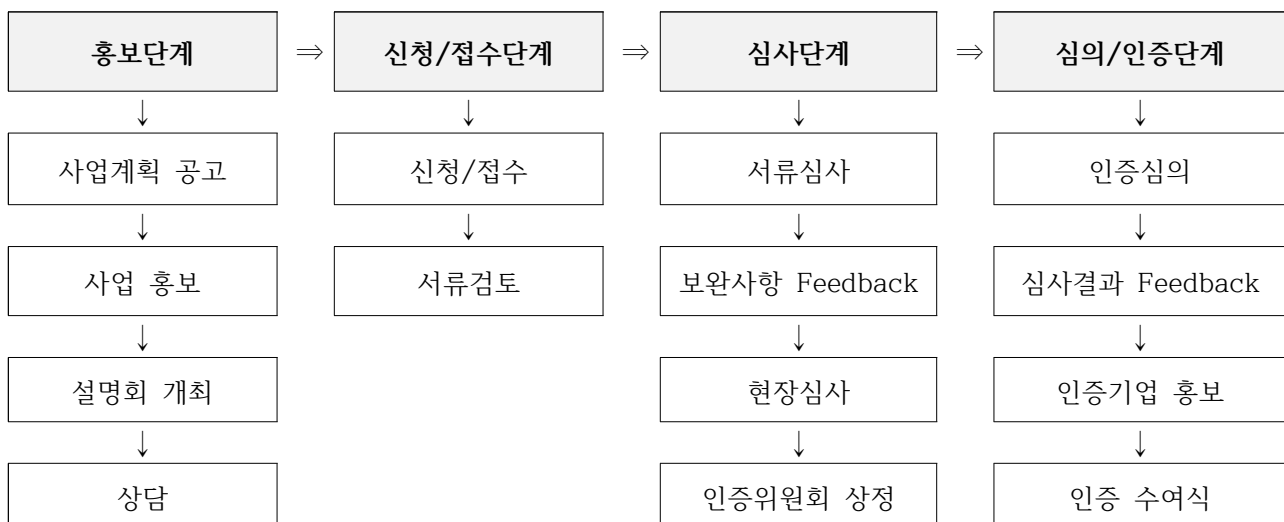 홍보단계 ⇒ 신청/접수단계 ⇒ 심사단계 ⇒ 심의/인증단계
↓ ↓ ↓ ↓
사업계획 공고 신청/접수 서류심사 인증심의
↓ ↓ ↓ ↓
사업 홍보 서류검토 보완사항 Feedback 심사결과 Feedback
↓ ↓ ↓
설명회 개최 현장심사 인증기업 홍보
↓ ↓ ↓
상담 인증위원회 상정 인증 수여식